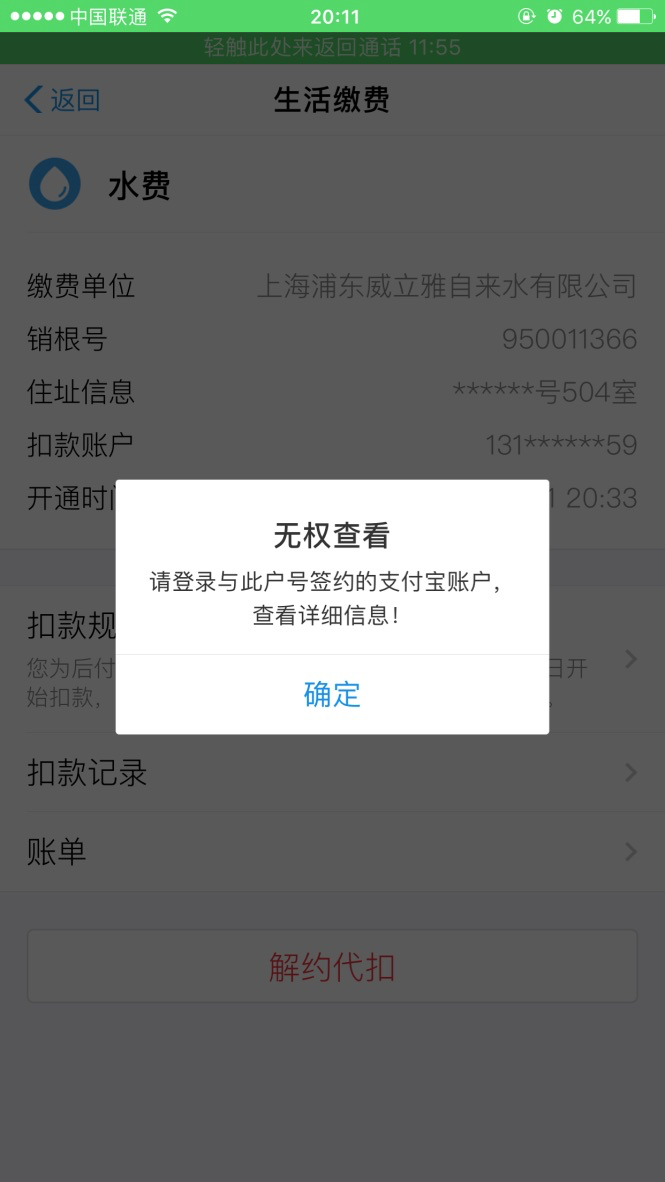 中国联通 20:11 64%
轻触此处来返回通话 11:55
返回 生活缴费
水费
缴费单位 上海浦东威立雅自来水有限公司
销根号 950011366
住址信息 ******号504室
扣款账户 131******59
开通时 1 20:33
无权查看
请登录与此户号签约的支付宝账户，
查看详细信息！
确定
扣款规
您为后付 日开
始扣款，
扣款记录
账单
解约代扣